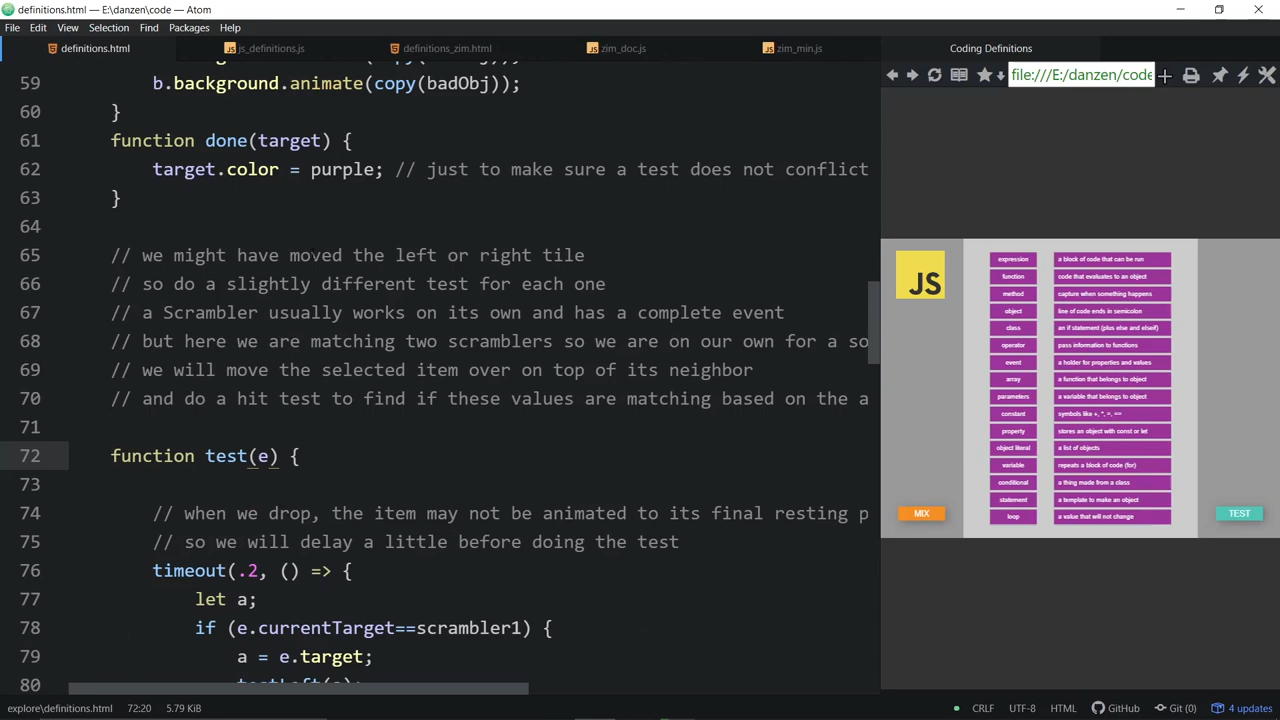 definitions.html — E:\danzen\code — Atom
File Edit View Selection Find Packages Help
definitions.html js_definitions.js definitions_zim.html zim_doc.js zim_min.js Coding Definitions
file:///E:/danzen/code
59 b.background.animate(copy(badObj));
60 }
61 function done(target) {
62 target.color = purple; // just to make sure a test does not conflict
63 }
64
65 // we might have moved the left or right tile
66 // so do a slightly different test for each one
67 // a Scrambler usually works on its own and has a complete event
68 // but here we are matching two scramblers so we are on our own for a so
69 // we will move the selected item over on top of its neighbor
70 // and do a hit test to find if these values are matching based on the a
71
72 function test(e) {
73
74 // when we drop, the tile may not be animated to its final resting p
75 // so we will delay a little before doing the test
76 timeout(.2, () => {
77 let a;
78 if (e.currentTarget==scrambler1) {
79 a = e.target;
80 testLeft(a);
JS
expression a block of code that can be run
function code that evaluates to an object
method capture when something happens
object line of code ends in semicolon
class an if statement (plus else and elseif)
operator pass information to functions
event a holder for properties and values
array a function that belongs to object
parameters a variable that belongs to object
constant symbols like +, *, =, ==
property stores an object with const or let
object literal a list of objects
variable repeats a block of code (for)
conditional a thing made from a class
statement a template to make an object
loop a value that will not change
MIX
TEST
explore\definitions.html 72:20 5.79 KiB CRLF UTF-8 HTML GitHub Git (0) 4 updates